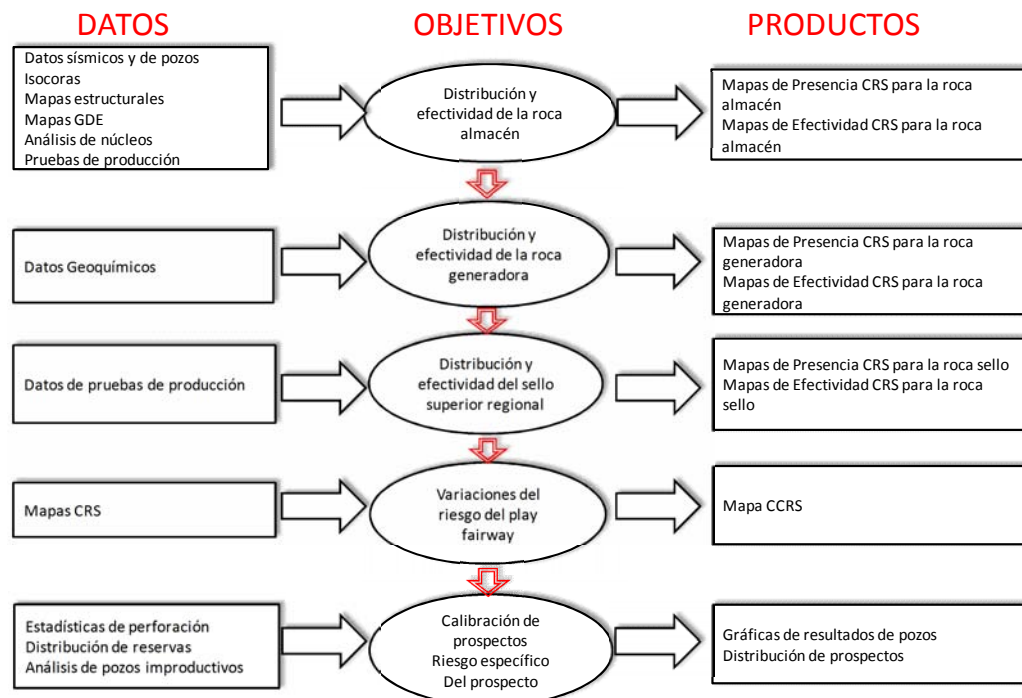 DATOS
OBJETIVOS
PRODUCTOS
Datos sísmicos y de pozos
Isocoras
Mapas estructurales
Mapas GDE
Análisis de núcleos
Pruebas de producción
Distribución y
efectividad de la roca
almacén
Mapas de Presencia CRS para la roca
almacén
Mapas de Efectividad CRS para la roca
almacén
Datos Geoquímicos
Distribución y
efectividad de la roca
generadora
Mapas de Presencia CRS para la roca
generadora
Mapas de Efectividad CRS para la roca
generadora
Datos de pruebas de producción
Distribución y
efectividad del sello
superior regional
Mapas de Presencia CRS para la roca sello
Mapas de Efectividad CRS para la roca
sello
Mapas CRS
Variaciones del
riesgo del play
fairway
Mapa CCRS
Estadísticas de perforación
Distribución de reservas
Análisis de pozos improductivos
Calibración de
prospectos
Riesgo específico
Del prospecto
Gráficas de resultados de pozos
Distribución de prospectos